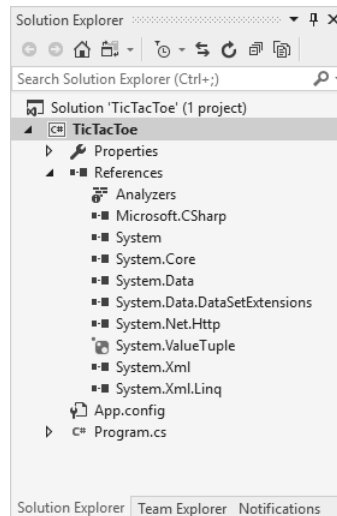 Solution Explorer
Search Solution Explorer (Ctrl+;)
Solution 'TicTacToe' (1 project)
C# TicTacToe
Properties
References
Analyzers
Microsoft.CSharp
System
System.Core
System.Data
System.Data.DataSetExtensions
System.Net.Http
System.ValueTuple
System.Xml
System.Xml.Linq
App.config
C# Program.cs
Solution Explorer Team Explorer Notifications